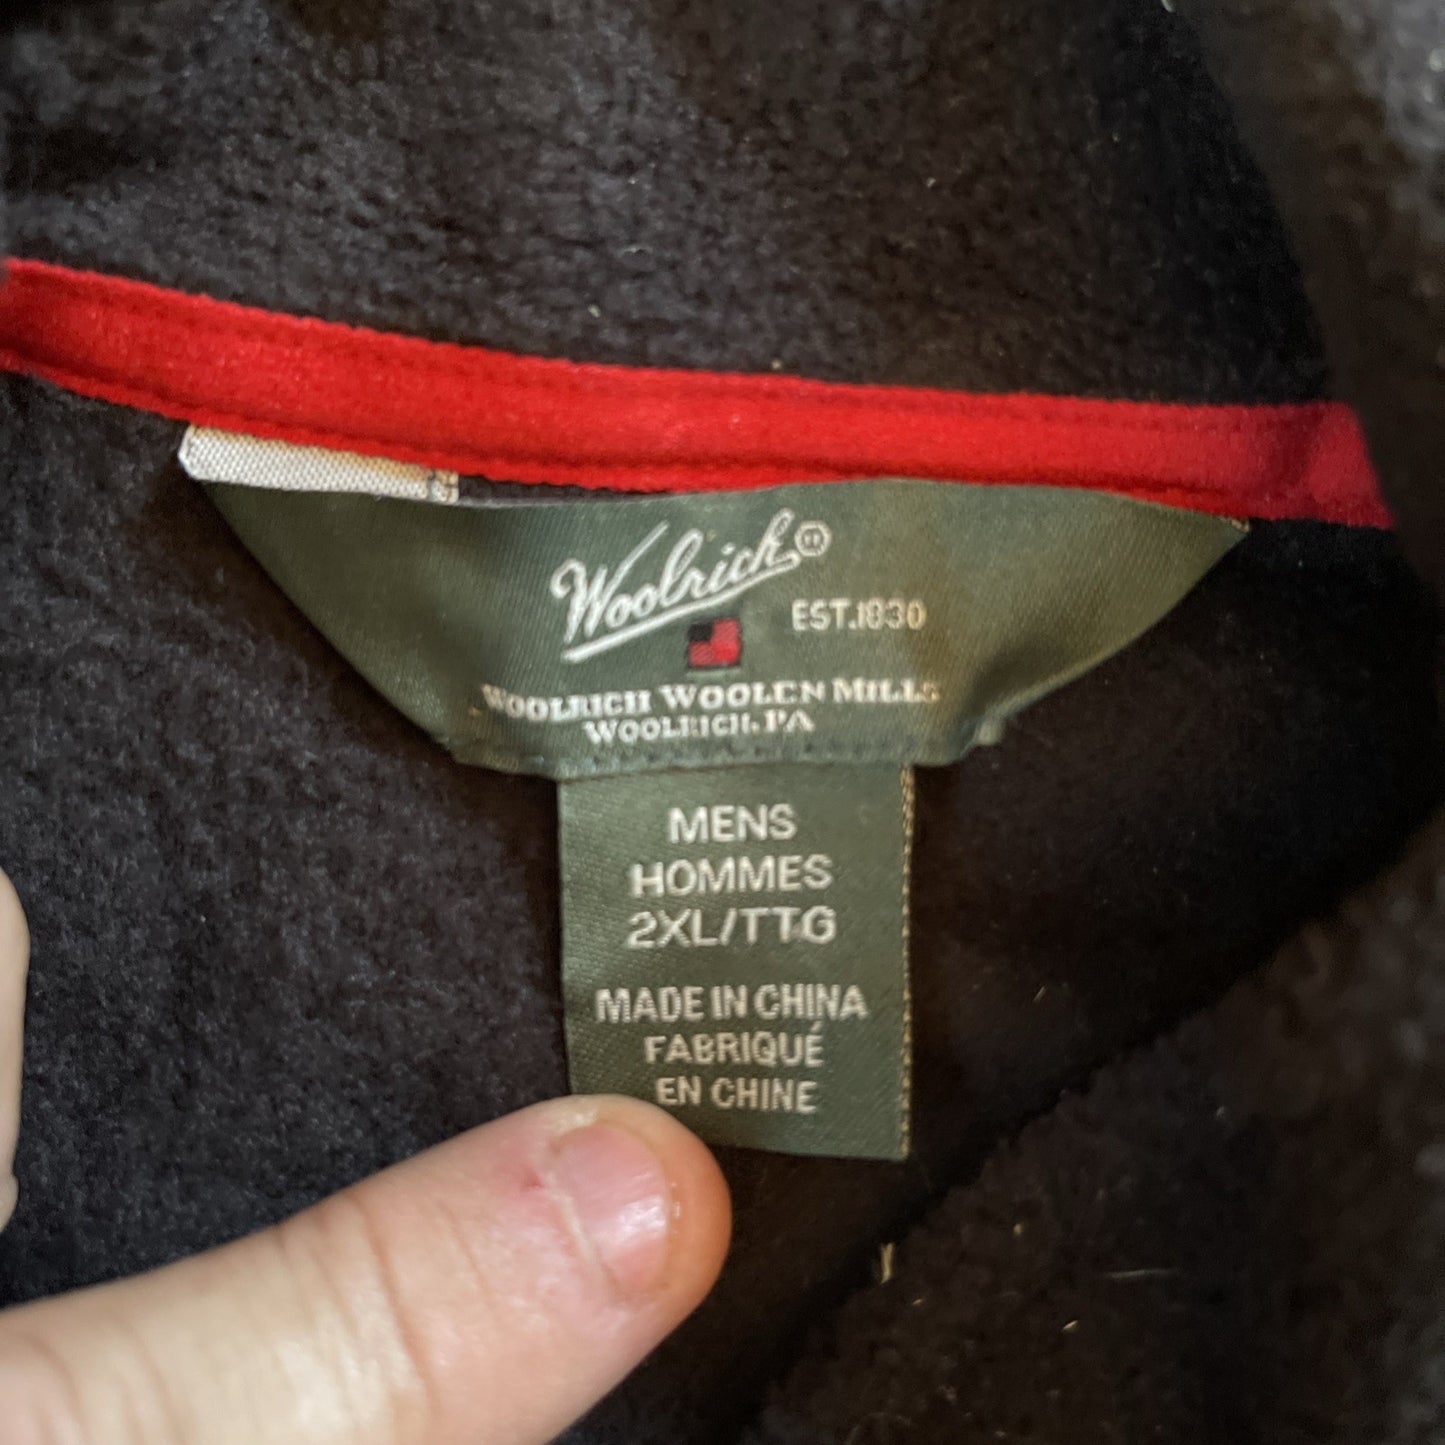 Woolrich®
EST. 1830
WOOLRICH WOOLEN MILLS
WOOLRICH, PA
MENS
HOMMES
2XL/TTG
MADE IN CHINA
FABRIQUÉ
EN CHINE